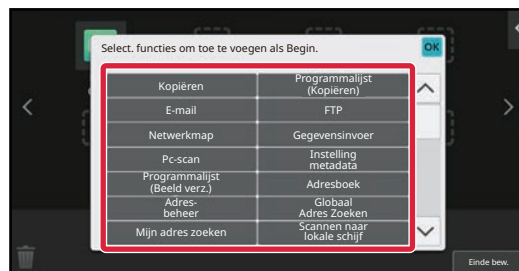 Select. functies om toe te voegen als Begin.
OK
Kopiëren
Programmalijst
(Kopiëren)
E-mail
FTP
Netwerkmap
Gegevensinvoer
Pc-scan
Instelling
metadata
Programmalijst
(Beeld verz.)
Adresboek
Adres-
beheer
Globaal
Adres Zoeken
Mijn adres zoeken
Scannen naar
lokale schijf
Einde bew.